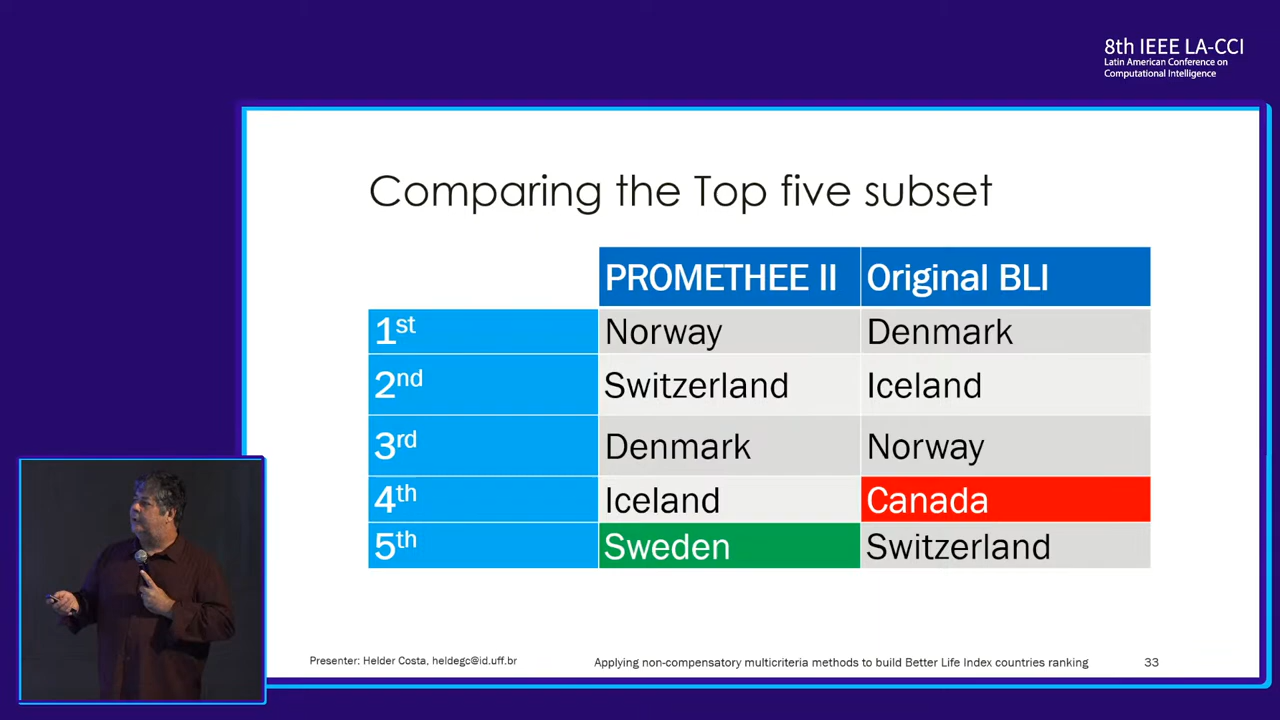 8th IEEE LA-CCI
Latin American Conference on
Computational Intelligence
Comparing the Top five subset
PROMETHEE II Original BLI
1st Norway Denmark
2nd Switzerland Iceland
3rd Denmark Norway
4th Iceland Canada
5th Sweden Switzerland
Presenter: Helder Costa, heldegc@id.uff.br Applying non-compensatory multicriteria methods to build Better Life Index countries ranking 33